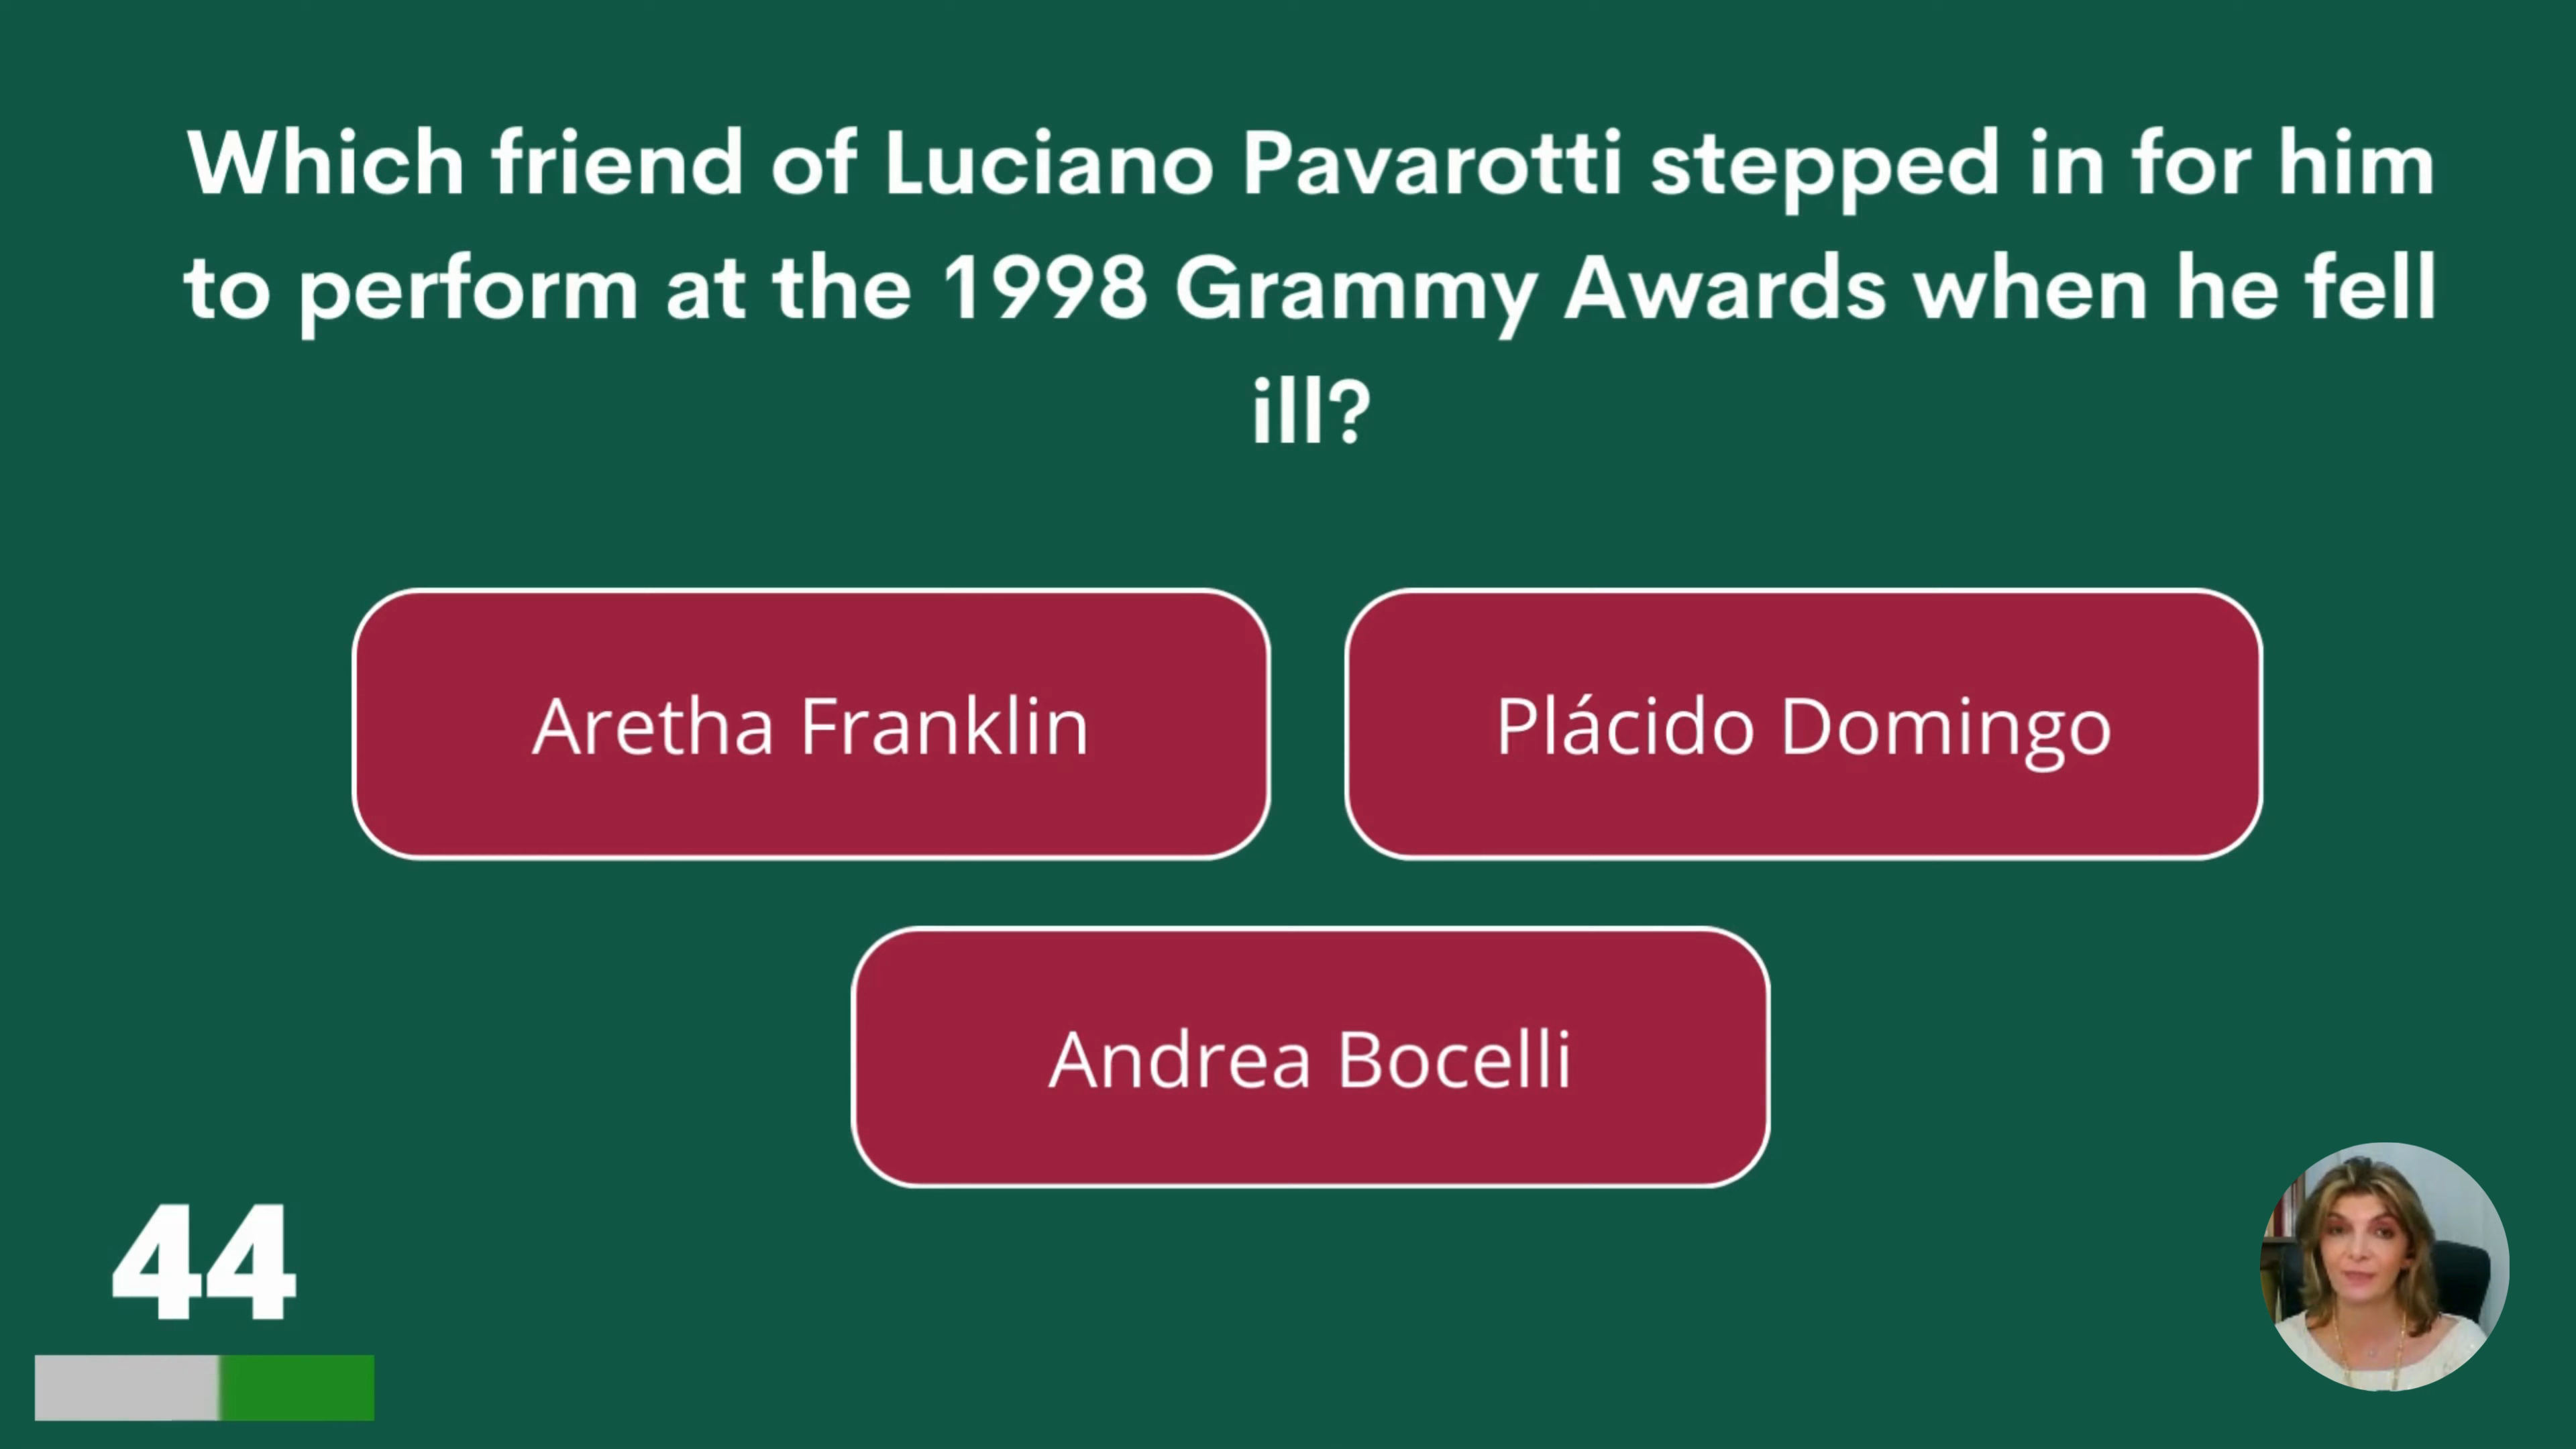 Which friend of Luciano Pavarotti stepped in for him
to perform at the 1998 Grammy Awards when he fell
ill?
Aretha Franklin
Plácido Domingo
Andrea Bocelli
44